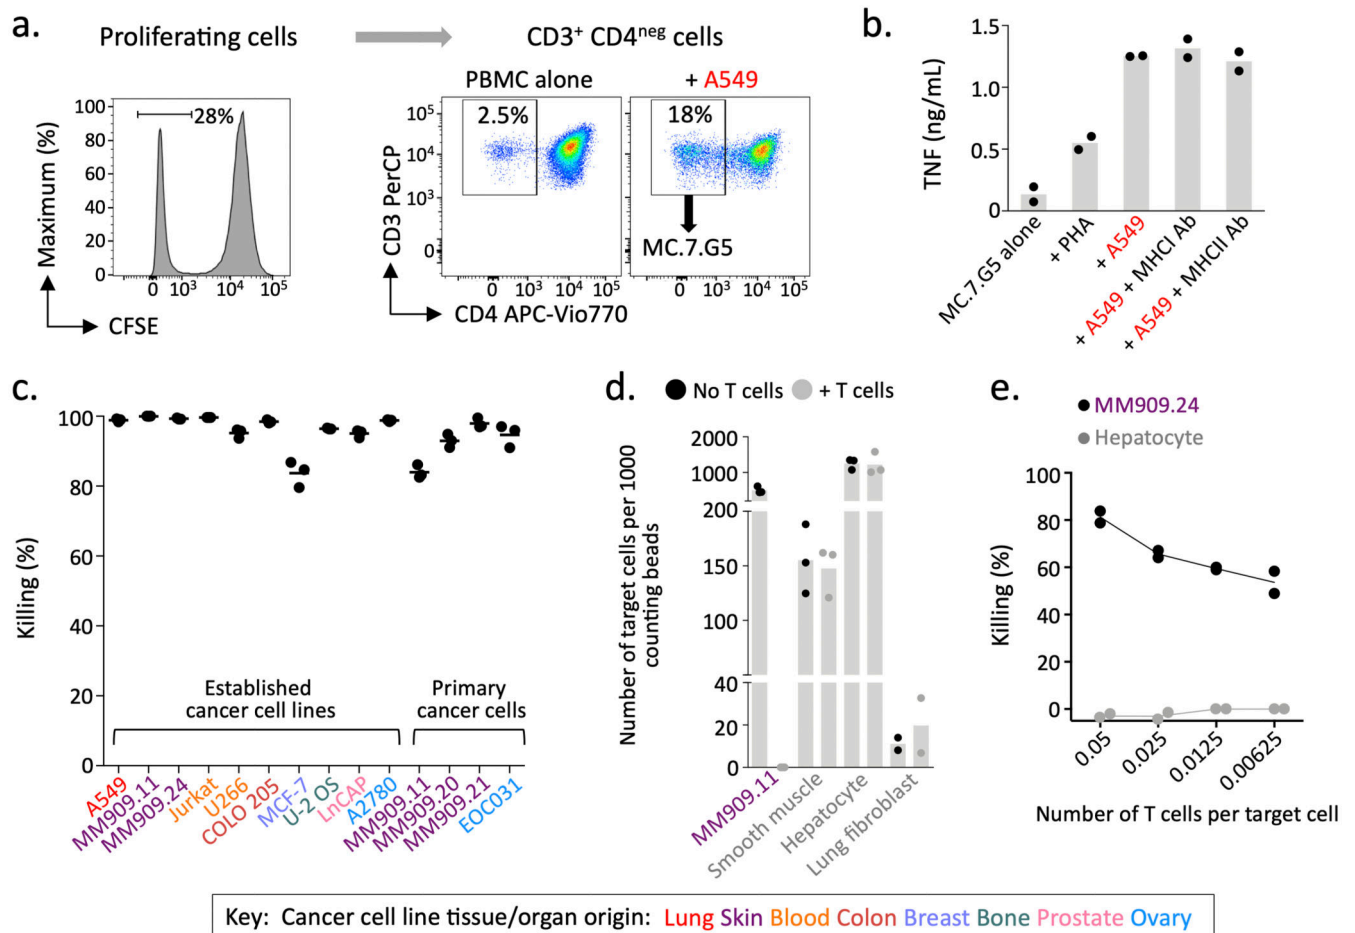 a.
Proliferating cells
CD3+ CD4neg cells
PBMC alone
+ A549
100
80
60
40
20
0
28%
Maximum (%)
0 10³ 10⁴ 10⁵
CFSE
10⁵
10⁴
10³
0
2.5%
18%
MC.7.G5
CD3 PerCP
0 10³ 10⁴ 10⁵
0 10³ 10⁴ 10⁵
CD4 APC-Vio770
b.
1.5
1.0
0.5
0
TNF (ng/mL)
MC.7.G5 alone
+ PHA
+ A549
+ A549 + MHCI Ab
+ A549 + MHCII Ab
c.
100
80
60
40
20
0
Killing (%)
Established
cancer cell lines
Primary
cancer cells
A549
MM909.11
MM909.24
Jurkat
U266
COLO 205
MCF-7
U-2 OS
LnCAP
A2780
MM909.11
MM909.20
MM909.21
EOC031
d.
No T cells
+ T cells
2000
1000
200
150
100
40
20
0
Number of target cells per 1000
counting beads
MM909.11
Smooth muscle
Hepatocyte
Lung fibroblast
e.
MM909.24
Hepatocyte
100
80
60
40
20
0
Killing (%)
0.05
0.025
0.0125
0.00625
Number of T cells per target cell
Key: Cancer cell line tissue/organ origin: Lung Skin Blood Colon Breast Bone Prostate Ovary